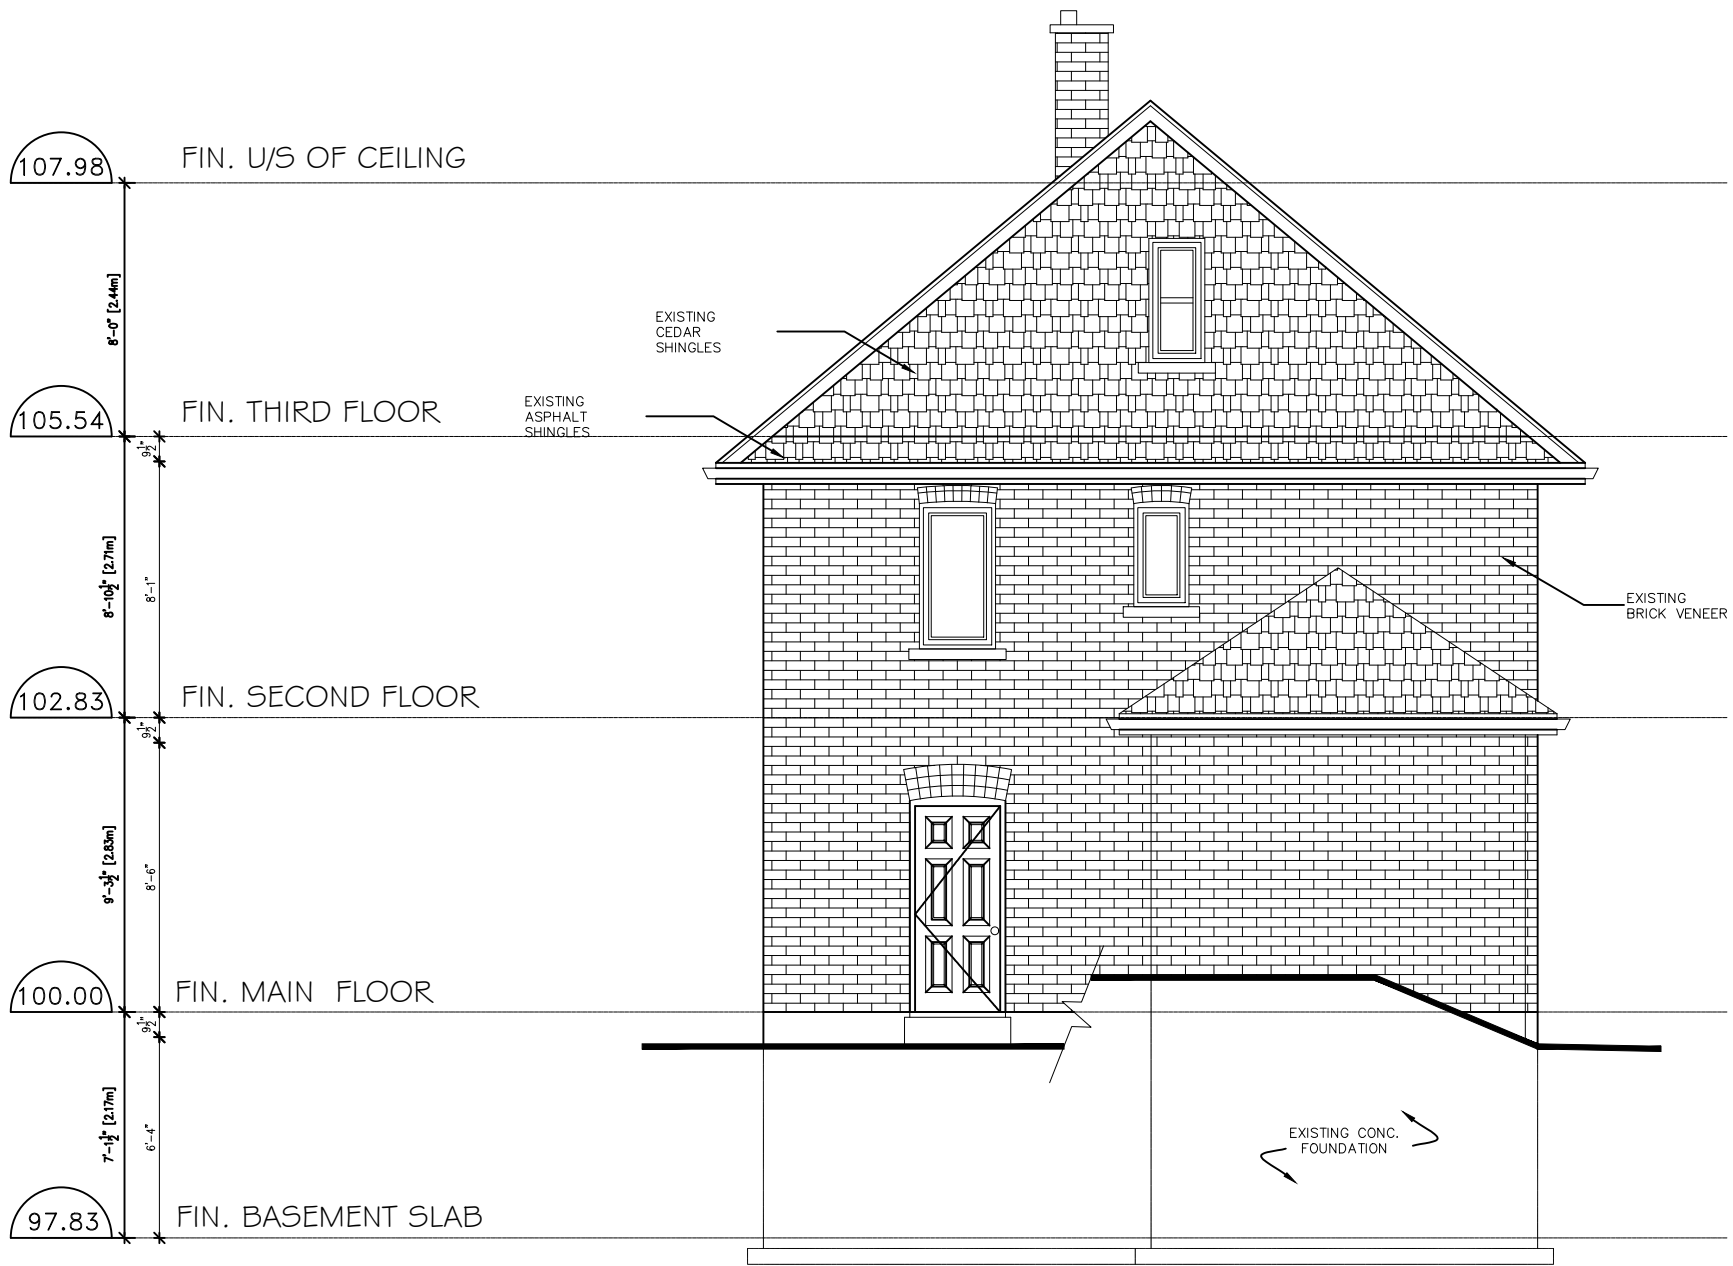 107.98
FIN. U/S OF CEILING
8'-0" [2.44m]
EXISTING
CEDAR
SHINGLES
EXISTING
ASPHALT
SHINGLES
105.54
FIN. THIRD FLOOR
9½"
8'-10½" [2.71m]
8'-1"
EXISTING
BRICK VENEER
102.83
FIN. SECOND FLOOR
9½"
9'-3½" [2.83m]
8'-6"
100.00
FIN. MAIN FLOOR
9½"
7'-1½" [2.17m]
6'-4"
EXISTING CONC.
FOUNDATION
97.83
FIN. BASEMENT SLAB